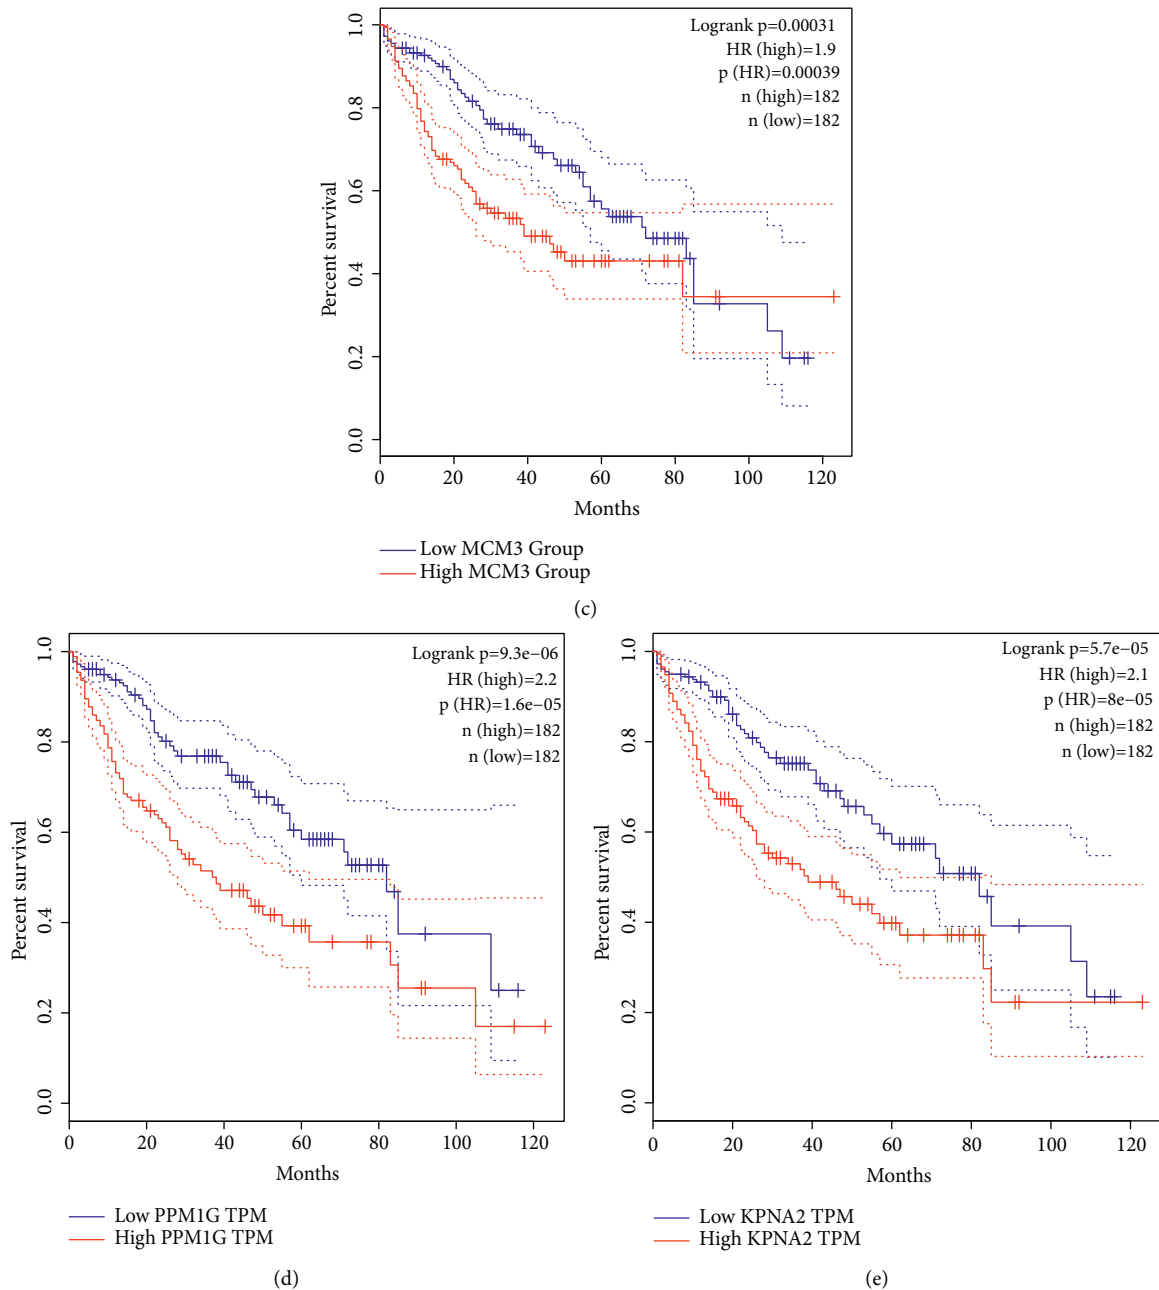 Logrank p=0.00031
HR (high)=1.9
p (HR)=0.00039
n (high)=182
n (low)=182
Percent survival
1.0
0.8
0.6
0.4
0.2
0.0
0 20 40 60 80 100 120
Months
Low MCM3 Group
High MCM3 Group
(c)
Logrank p=9.3e−06
HR (high)=2.2
p (HR)=1.6e−05
n (high)=182
n (low)=182
Percent survival
1.0
0.8
0.6
0.4
0.2
0.0
0 20 40 60 80 100 120
Months
Low PPM1G TPM
High PPM1G TPM
(d)
Logrank p=5.7e−05
HR (high)=2.1
p (HR)=8e−05
n (high)=182
n (low)=182
Percent survival
1.0
0.8
0.6
0.4
0.2
0.0
0 20 40 60 80 100 120
Months
Low KPNA2 TPM
High KPNA2 TPM
(e)